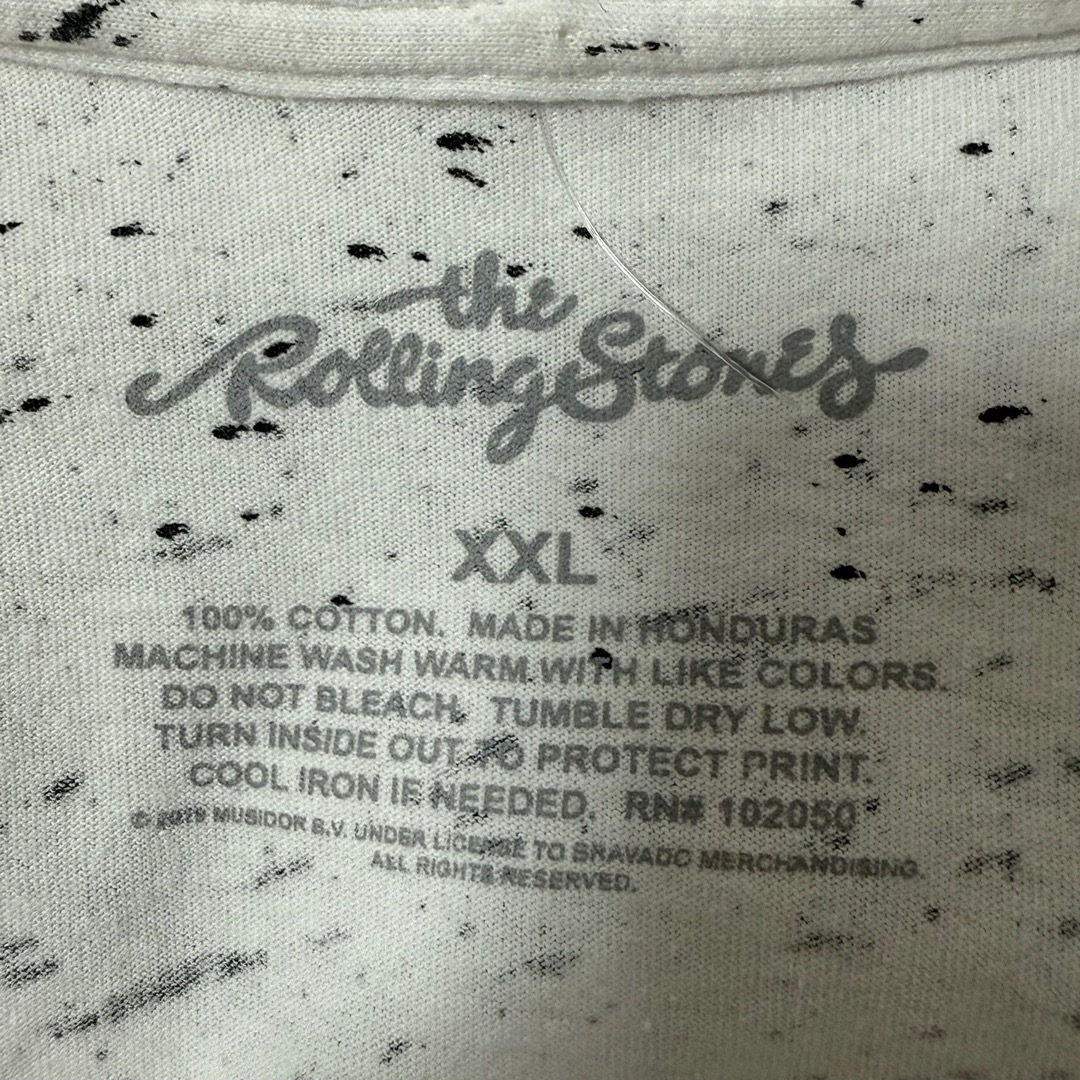 the
Rolling Stones
XXL
100% COTTON. MADE IN HONDURAS
MACHINE WASH WARM WITH LIKE COLORS.
DO NOT BLEACH. TUMBLE DRY LOW.
TURN INSIDE OUT TO PROTECT PRINT.
COOL IRON IF NEEDED. RN# 102050
© 2019 MUSIDOR B.V. UNDER LICENSE TO BRAVADO MERCHANDISING.
ALL RIGHTS RESERVED.